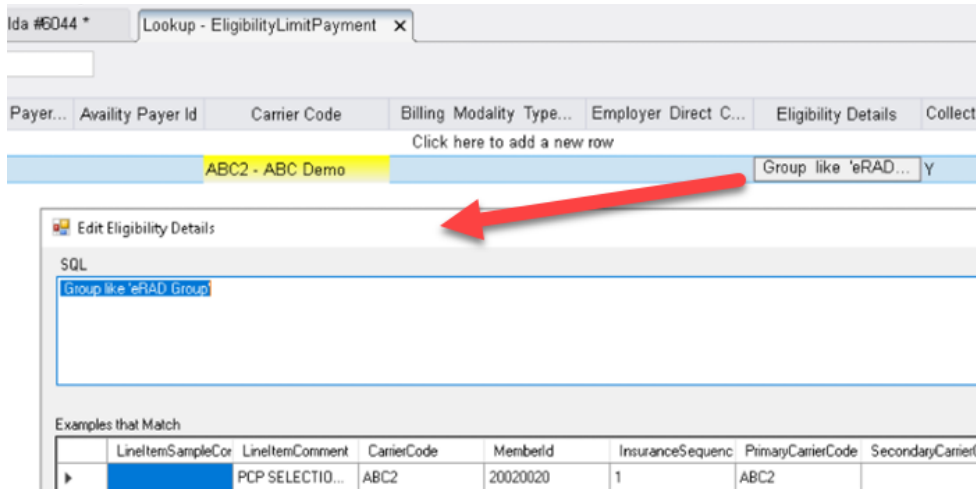 lda #6044 * Lookup - EligibilityLimitPayment X
Payer... Availity Payer Id Carrier Code Billing Modality Type... Employer Direct C... Eligibility Details Collect
Click here to add a new row
ABC2 - ABC Demo Group like 'eRAD... Y
Edit Eligibility Details
SQL
Group like 'eRAD Group'
Examples that Match
LineItemSampleCor LineItemComment CarrierCode MemberId InsuranceSequenc PrimaryCarrierCode SecondaryCarrier
PCP SELECTIO... ABC2 20020020 1 ABC2